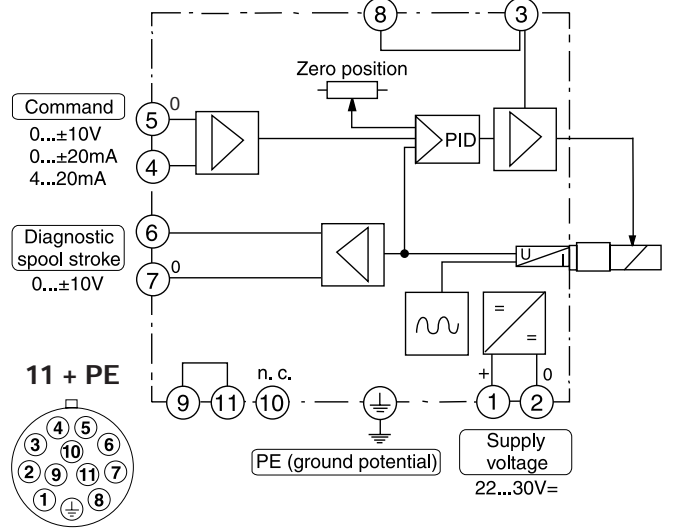 8
3
Zero position
Command
5
0
0...±10V
0...±20mA
4...20mA
4
PID
6
Diagnostic
spool stroke
0...±10V
7
0
U
I
=
=
+
0
11 + PE
9
11
n. c.
10
1
2
PE (ground potential)
Supply
voltage
22...30V=
4
5
3
10
6
2
9
11
7
1
8